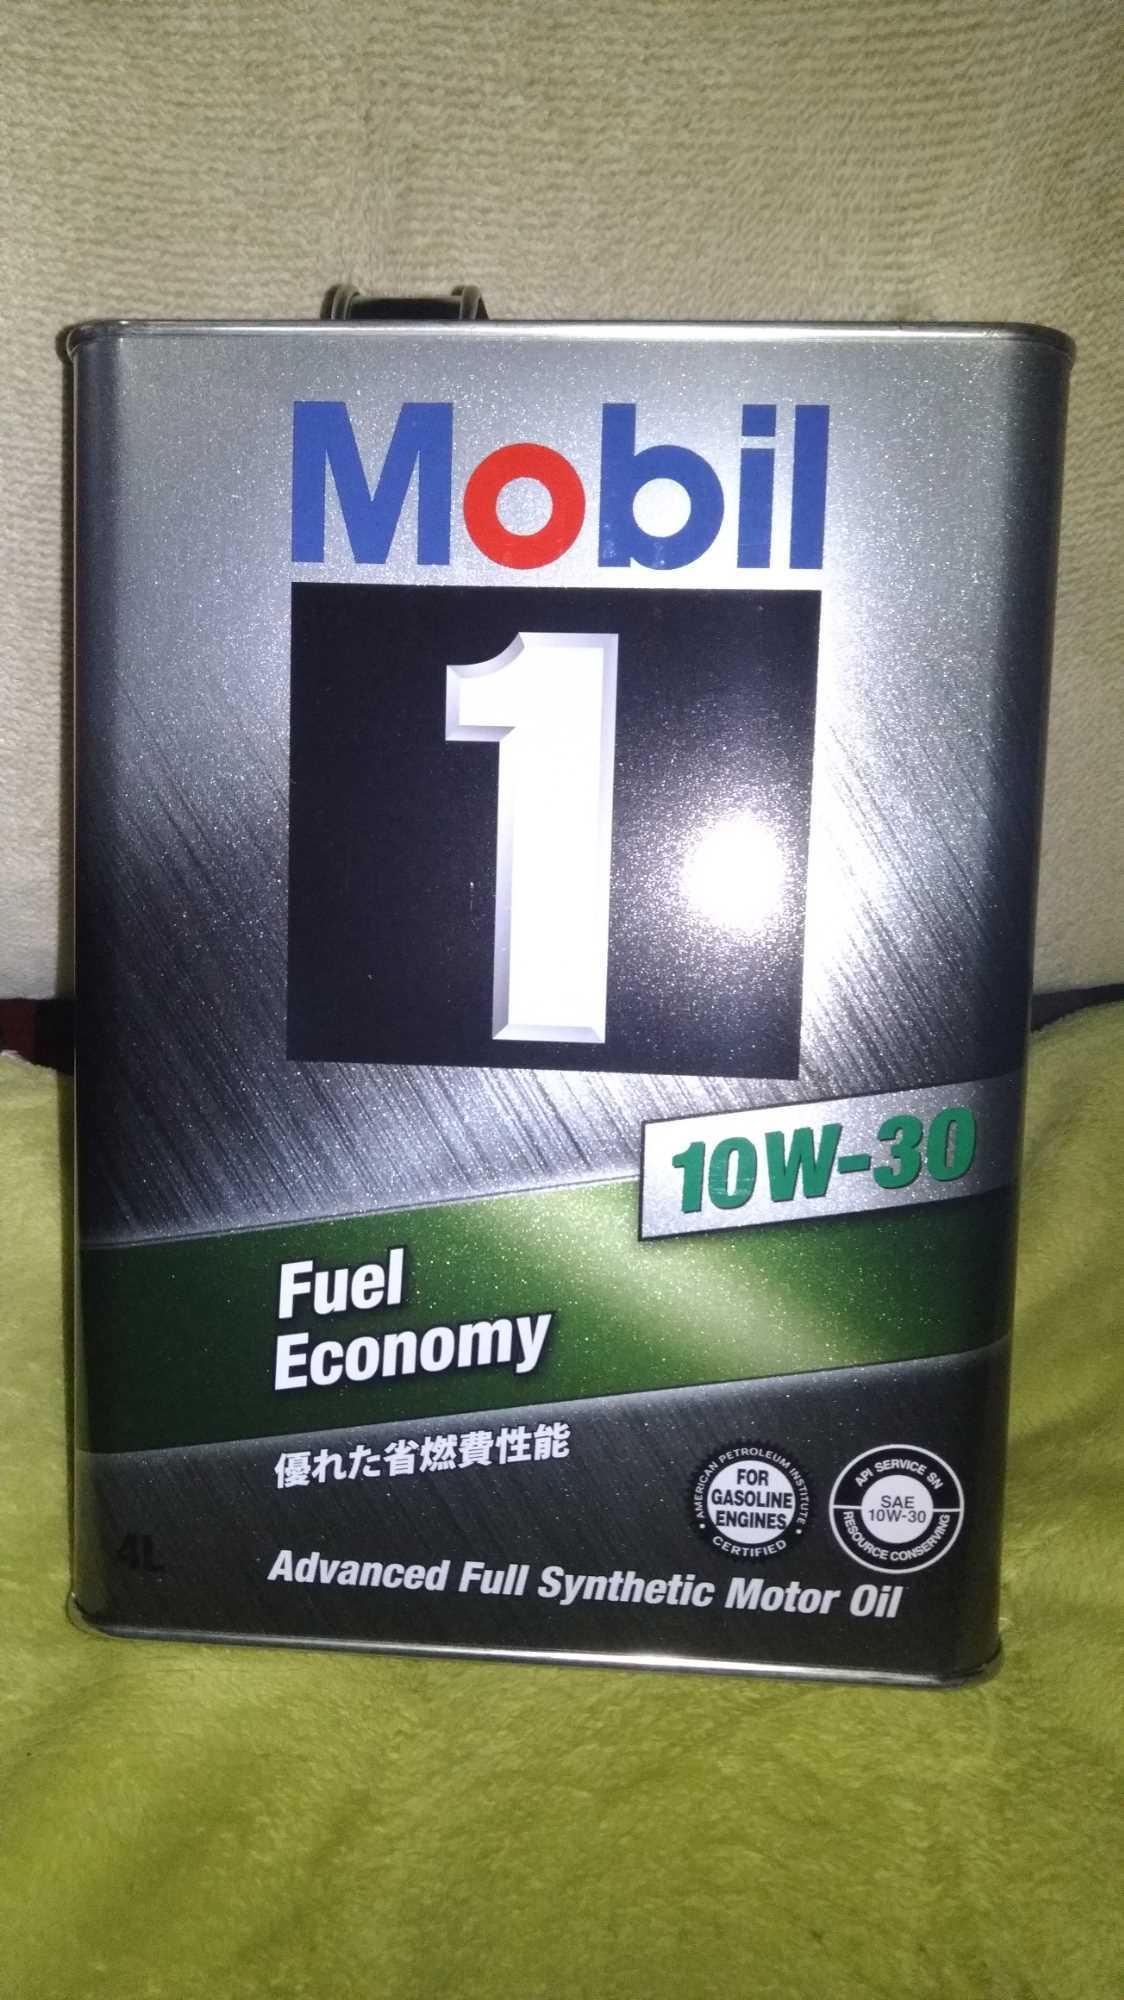 Mobil
1
10W-30
Fuel
Economy
優れた省燃費性能
AMERICAN PETROLEUM INSTITUTE
FOR
GASOLINE
ENGINES
CERTIFIED
API SERVICE SN
SAE
10W-30
RESOURCE CONSERVING
4L
Advanced Full Synthetic Motor Oil